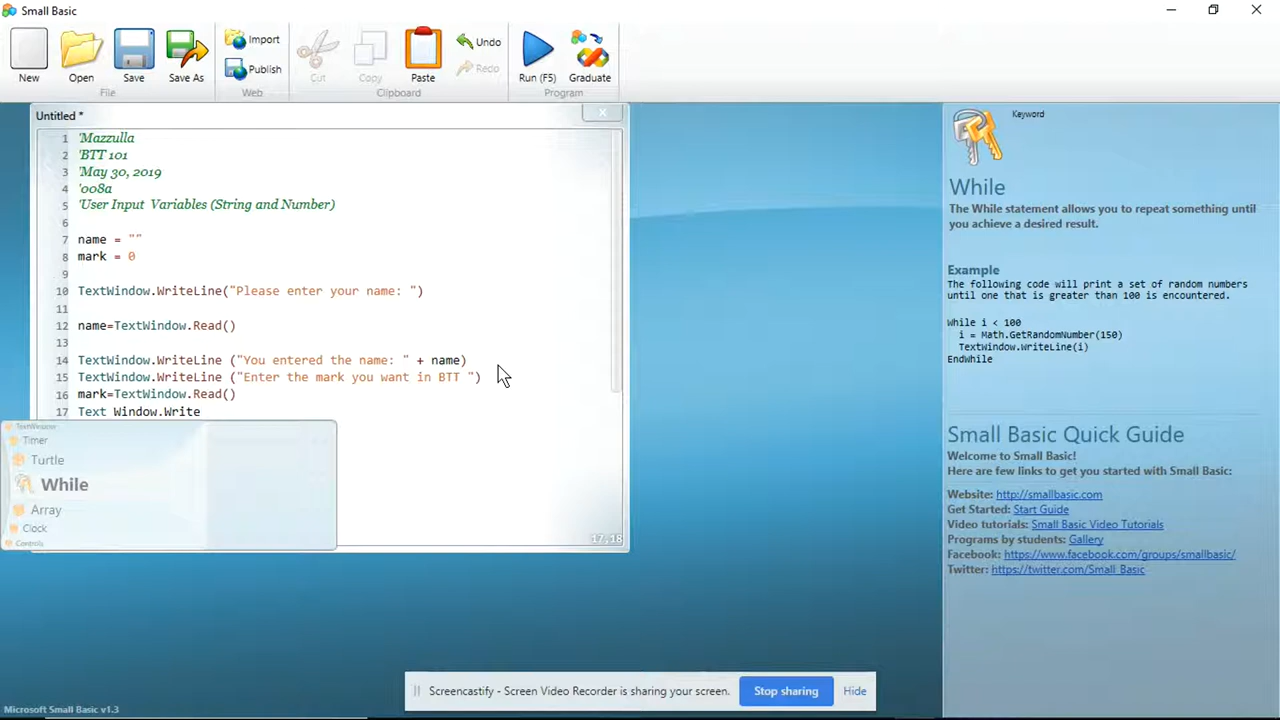 Small Basic
New
Open
Save
Save As
File
Import
Publish
Web
Cut
Copy
Paste
Undo
Redo
Clipboard
Run (F5)
Graduate
Program
Untitled *
1 'Mazzulla
2 'BTT 101
3 'May 30, 2019
4 '008a
5 'User Input  Variables (String and Number)
6
7 name = ""
8 mark = 0
9
10 TextWindow.WriteLine("Please enter your name: ")
11
12 name=TextWindow.Read()
13
14 TextWindow.WriteLine ("You entered the name: " + name)
15 TextWindow.WriteLine ("Enter the mark you want in BTT ")
16 mark=TextWindow.Read()
17 Text Window.Write
TextWindow
Timer
Turtle
While
Array
Clock
Controls
17,18
Keyword
While
The While statement allows you to repeat something until
you achieve a desired result.
Example
The following code will print a set of random numbers
until one that is greater than 100 is encountered.
While i < 100
i = Math.GetRandomNumber(150)
TextWindow.WriteLine(i)
EndWhile
Small Basic Quick Guide
Welcome to Small Basic!
Here are few links to get you started with Small Basic:
Website: http://smallbasic.com
Get Started: Start Guide
Video tutorials: Small Basic Video Tutorials
Programs by students: Gallery
Facebook: https://www.facebook.com/groups/smallbasic/
Twitter: https://twitter.com/Small_Basic
Screencastify - Screen Video Recorder is sharing your screen.
Stop sharing
Hide
Microsoft Small Basic v1.3